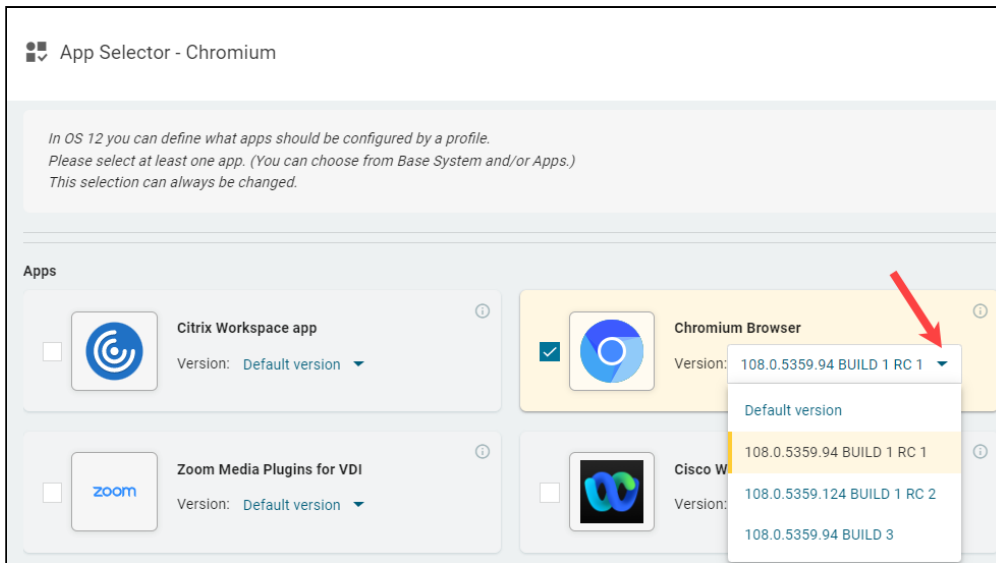 App Selector - Chromium
In OS 12 you can define what apps should be configured by a profile.
Please select at least one app. (You can choose from Base System and/or Apps.)
This selection can always be changed.
Apps
Citrix Workspace app
Version: Default version
Chromium Browser
Version: 108.0.5359.94 BUILD 1 RC 1
Default version
108.0.5359.94 BUILD 1 RC 1
108.0.5359.124 BUILD 1 RC 2
108.0.5359.94 BUILD 3
zoom
Zoom Media Plugins for VDI
Version: Default version
Cisco W
Version: